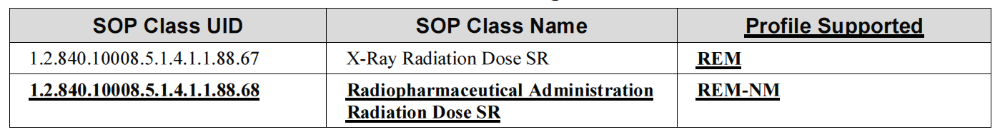 SOP Class UID SOP Class Name Profile Supported
1.2.840.10008.5.1.4.1.1.88.67 X-Ray Radiation Dose SR REM
1.2.840.10008.5.1.4.1.1.88.68 Radiopharmaceutical Administration REM-NM
Radiation Dose SR